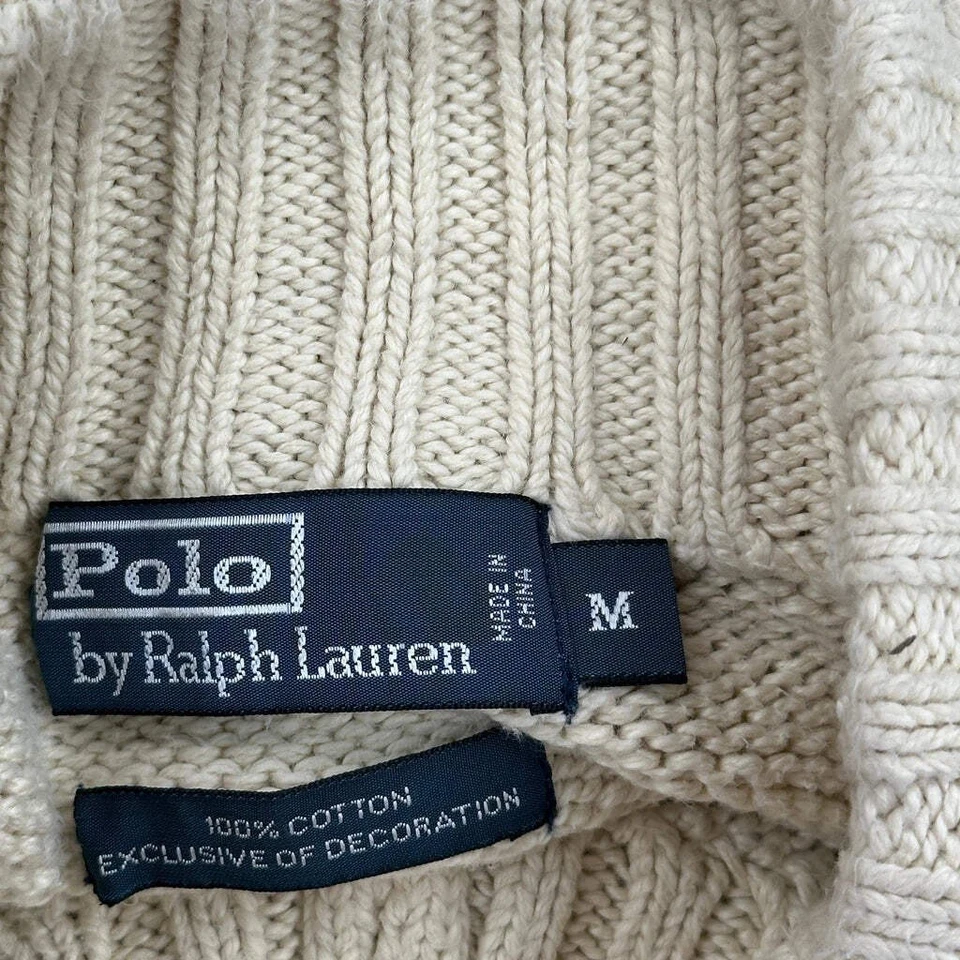 Polo
by Ralph Lauren
MADE IN
CHINA
M
100% COTTON
EXCLUSIVE OF DECORATION